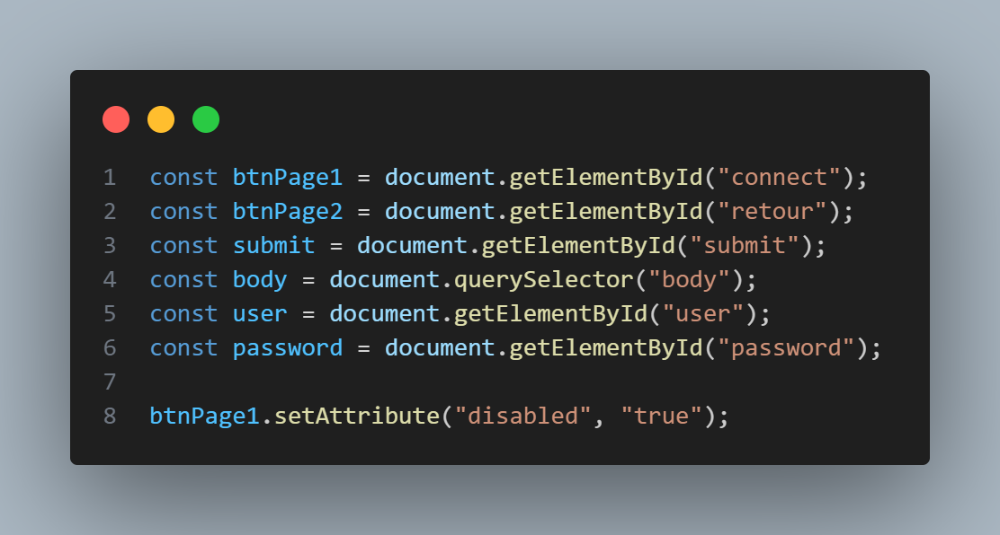 1 const btnPage1 = document.getElementById("connect");
2 const btnPage2 = document.getElementById("retour");
3 const submit = document.getElementById("submit");
4 const body = document.querySelector("body");
5 const user = document.getElementById("user");
6 const password = document.getElementById("password");
7
8 btnPage1.setAttribute("disabled", "true");